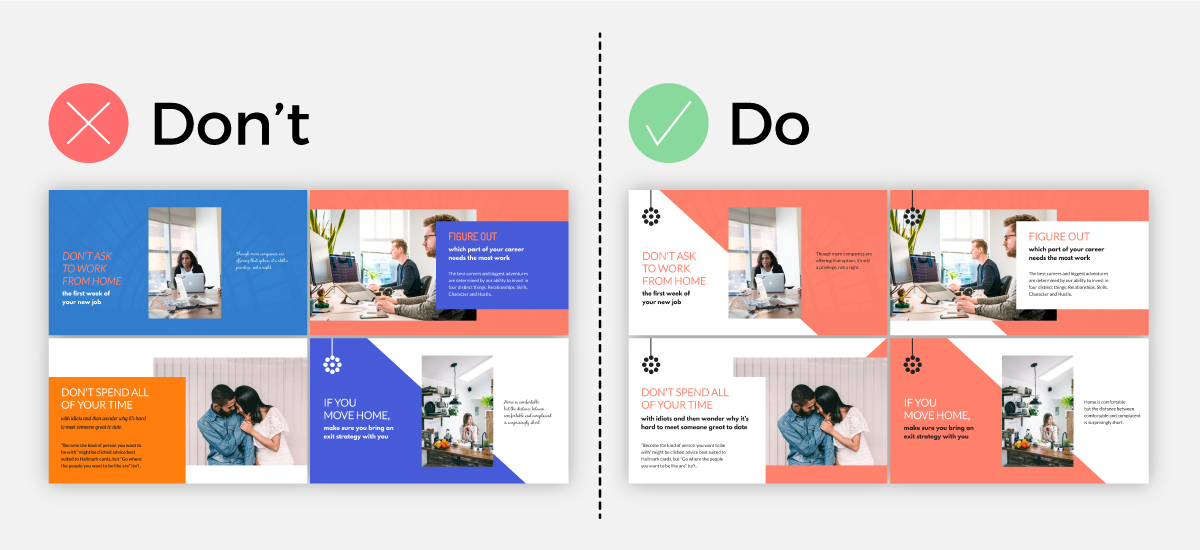 Don't
DON'T ASK
TO WORK
FROM HOME
the first week of
your new job
Though more companies are
offering that option, it's still a
privilege, not a right.
FIGURE OUT
which part of your career
needs the most work
The best careers and biggest adventures
are determined by our ability to invest in
four distinct things: Relationships, Skills,
Character and Hustle.
DON'T SPEND ALL
OF YOUR TIME
with idiots and then wonder why it's hard
to meet someone great to date
"Become the kind of person you want to
be with" might be clichéd advice best
suited to Hallmark cards, but "Go where
the people you want to be like are" isn't.
IF YOU
MOVE HOME,
make sure you bring an
exit strategy with you
Home is comfortable
but the distance between
comfortable and complacent
is surprisingly short.
Do
DON'T ASK
TO WORK
FROM HOME
the first week of
your new job
Though more companies are
offering that option, it's still
a privilege, not a right
FIGURE OUT
which part of your career
needs the most work
The best careers and biggest adventures
are determined by our ability to invest in
four distinct things: Relationships, Skills,
Character and Hustle.
DON'T SPEND ALL
OF YOUR TIME
with idiots and then wonder why it's
hard to meet someone great to date
"Become the kind of person you want to be
be with" might be clichéd advice best suited to
Hallmark cards, but "Go where the people
you want to be like are" isn't.
IF YOU
MOVE HOME,
make sure you bring an
exit strategy with you
Home is comfortable
but the distance between
comfortable and complacent
is surprisingly short.